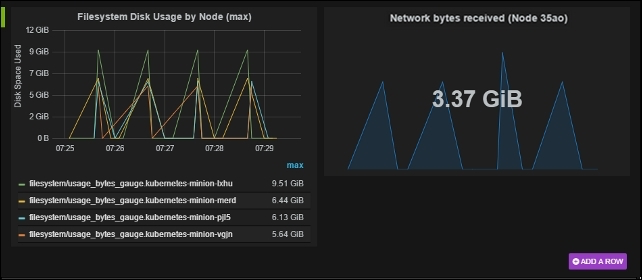 Filesystem Disk Usage by Node (max)
12 GiB
9 GiB
7 GiB
5 GiB
2 GiB
0 B
Disk Space Used
07:25 07:26 07:27 07:28 07:29
max
filesystem/usage_bytes_gauge.kubernetes-minion-lxhu 9.51 GiB
filesystem/usage_bytes_gauge.kubernetes-minion-merd 6.44 GiB
filesystem/usage_bytes_gauge.kubernetes-minion-pjl5 6.13 GiB
filesystem/usage_bytes_gauge.kubernetes-minion-vgjn 5.64 GiB
Network bytes received (Node 35ao)
3.37 GiB
ADD A ROW